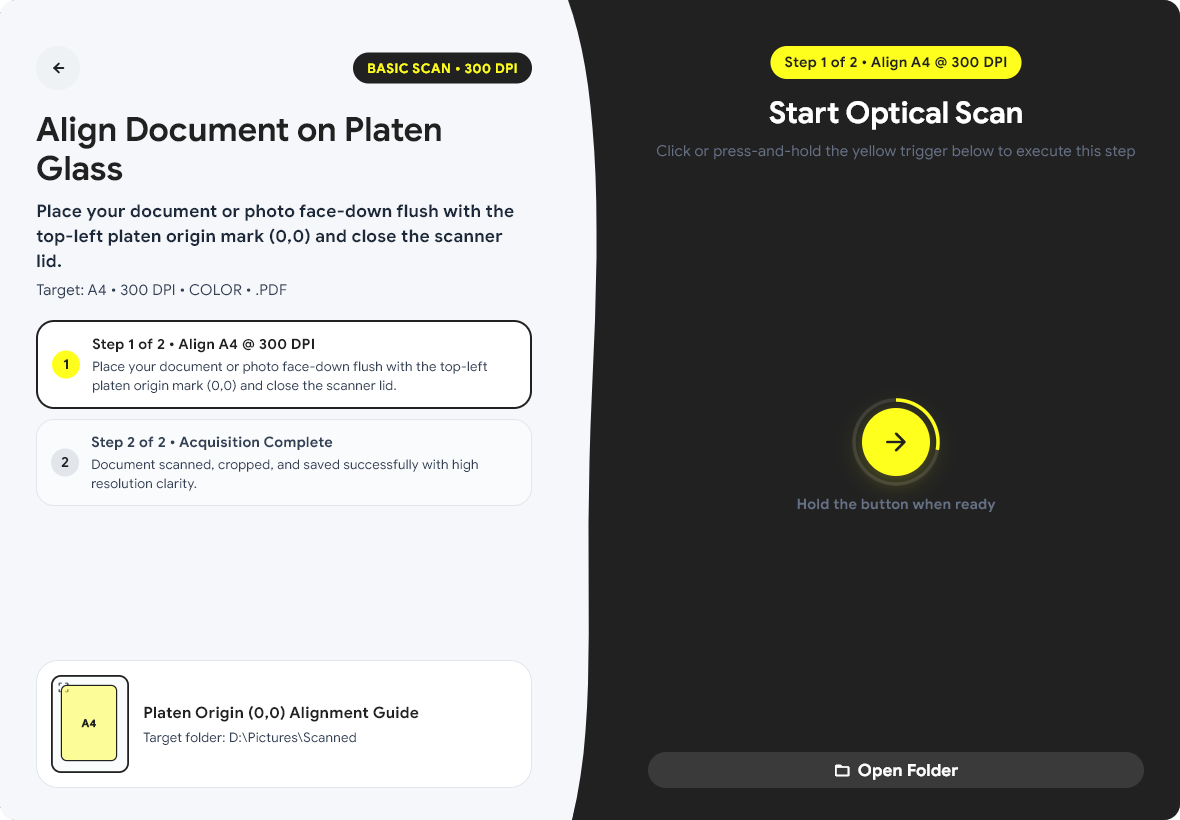 BASIC SCAN • 300 DPI
Align Document on Platen
Glass
Place your document or photo face-down flush with the
top-left platen origin mark (0,0) and close the scanner
lid.
Target: A4 • 300 DPI • COLOR • .PDF
1
Step 1 of 2 • Align A4 @ 300 DPI
Place your document or photo face-down flush with the top-left
platen origin mark (0,0) and close the scanner lid.
2
Step 2 of 2 • Acquisition Complete
Document scanned, cropped, and saved successfully with high
resolution clarity.
A4
Platen Origin (0,0) Alignment Guide
Target folder: D:\Pictures\Scanned
Step 1 of 2 • Align A4 @ 300 DPI
Start Optical Scan
Click or press-and-hold the yellow trigger below to execute this step
Hold the button when ready
Open Folder